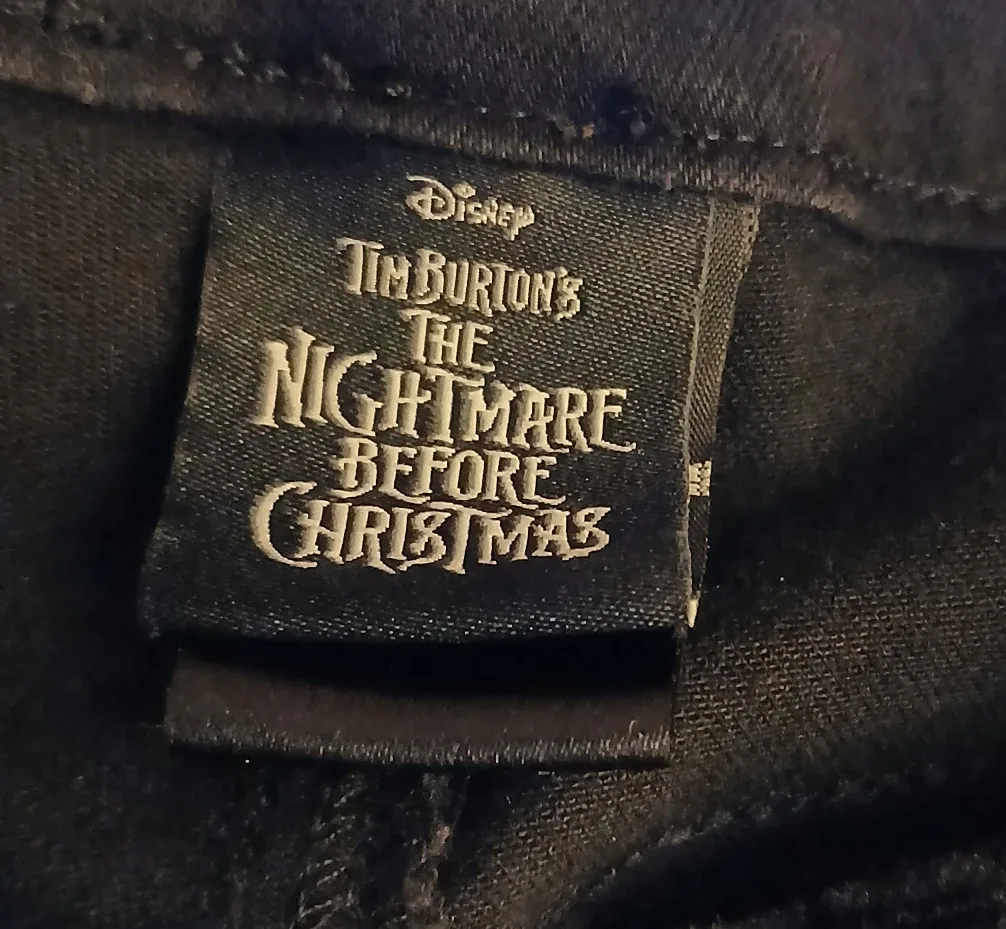 Disney
TIM BURTON'S
THE
NIGHTMARE
BEFORE
CHRISTMAS